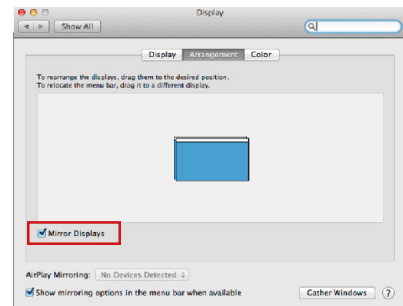 Display
Show All
Display Arrangement Color
To rearrange the displays, drag them to the desired position.
To relocate the menu bar, drag it to a different display.
Mirror Displays
AirPlay Mirroring: No Devices Detected
Show mirroring options in the menu bar when available
Gather Windows ?